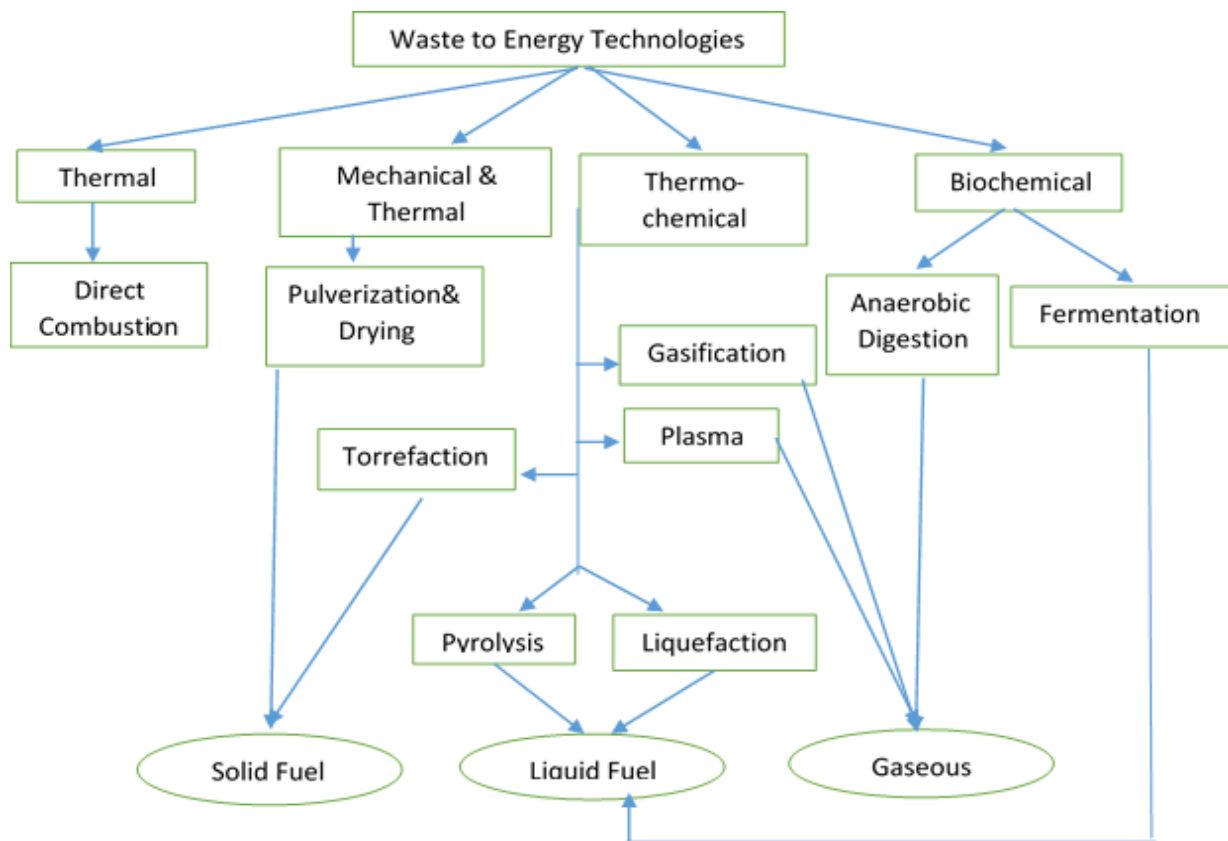 Waste to Energy Technologies
Thermal
Mechanical &
Thermal
Thermo-
chemical
Biochemical
Direct
Combustion
Pulverization&
Drying
Anaerobic
Digestion
Fermentation
Gasification
Plasma
Torrefaction
Pyrolysis
Liquefaction
Solid Fuel
Liquid Fuel
Gaseous